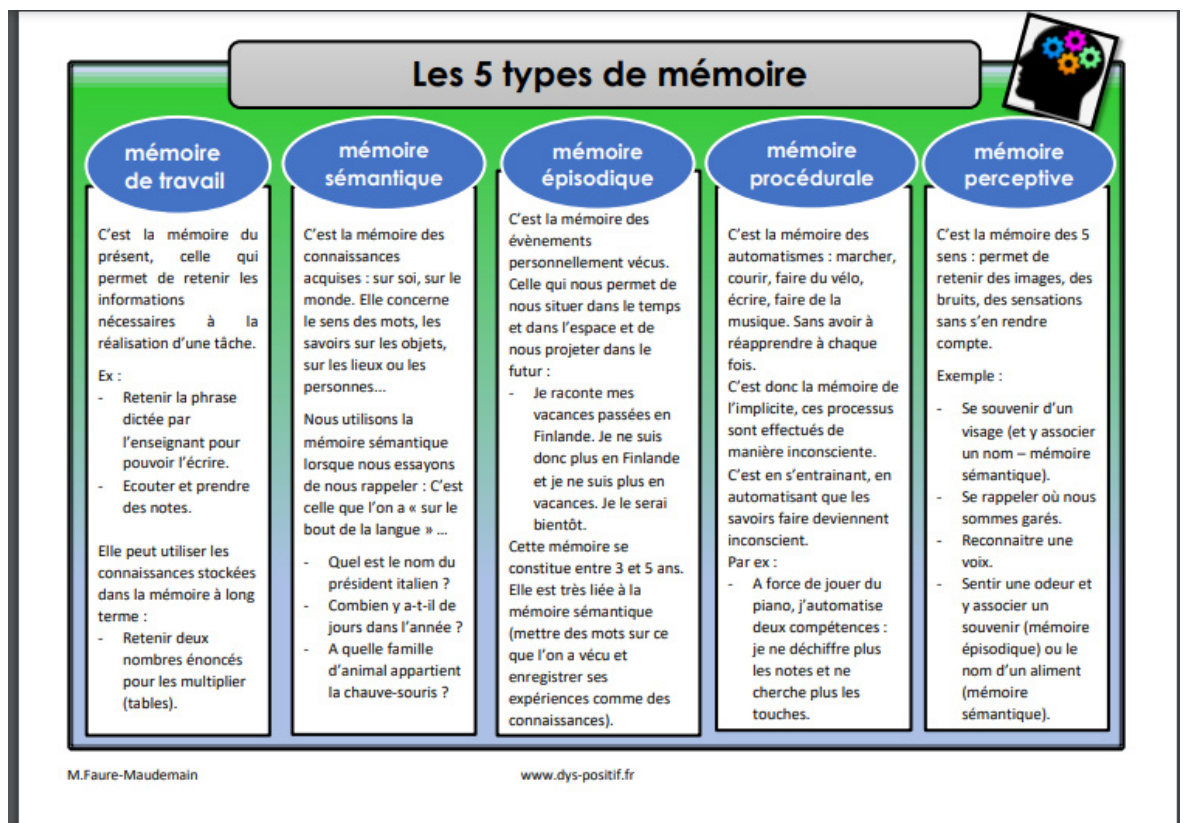 Les 5 types de mémoire
mémoire
de travail
C'est la mémoire du
présent, celle qui
permet de retenir les
informations
nécessaires à la
réalisation d'une tâche.
Ex :
- Retenir la phrase
dictée par
l'enseignant pour
pouvoir l'écrire.
- Ecouter et prendre
des notes.
Elle peut utiliser les
connaissances stockées
dans la mémoire à long
terme :
- Retenir deux
nombres énoncés
pour les multiplier
(tables).
mémoire
sémantique
C'est la mémoire des
connaissances
acquises : sur soi, sur le
monde. Elle concerne
le sens des mots, les
savoirs sur les objets,
sur les lieux ou les
personnes...
Nous utilisons la
mémoire sémantique
lorsque nous essayons
de nous rappeler : C'est
celle que l'on a « sur le
bout de la langue » ...
- Quel est le nom du
président italien ?
- Combien y a-t-il de
jours dans l'année ?
- A quelle famille
d'animal appartient
la chauve-souris ?
mémoire
épisodique
C'est la mémoire des
évènements
personnellement vécus.
Celle qui nous permet de
nous situer dans le temps
et dans l'espace et de
nous projeter dans le
futur :
- Je raconte mes
vacances passées en
Finlande. Je ne suis
donc plus en Finlande
et je ne suis plus en
vacances. Je le serai
bientôt.
Cette mémoire se
constitue entre 3 et 5 ans.
Elle est très liée à la
mémoire sémantique
(mettre des mots sur ce
que l'on a vécu et
enregistrer ses
expériences comme des
connaissances).
mémoire
procédurale
C'est la mémoire des
automatismes : marcher,
courir, faire du vélo,
écrire, faire de la
musique. Sans avoir à
réapprendre à chaque
fois.
C'est donc la mémoire de
l'implicite, ces processus
sont effectués de
manière inconsciente.
C'est en s'entrainant, en
automatisant que les
savoirs faire deviennent
inconscient.
Par ex :
- A force de jouer du
piano, j'automatise
deux compétences :
je ne déchiffre plus
les notes et ne
cherche plus les
touches.
mémoire
perceptive
C'est la mémoire des 5
sens : permet de
retenir des images, des
bruits, des sensations
sans s'en rendre
compte.
Exemple :
- Se souvenir d'un
visage (et y associer
un nom – mémoire
sémantique).
- Se rappeler où nous
sommes garés.
- Reconnaitre une
voix.
- Sentir une odeur et
y associer un
souvenir (mémoire
épisodique) ou le
nom d'un aliment
(mémoire
sémantique).
M.Faure-Maudemain
www.dys-positif.fr